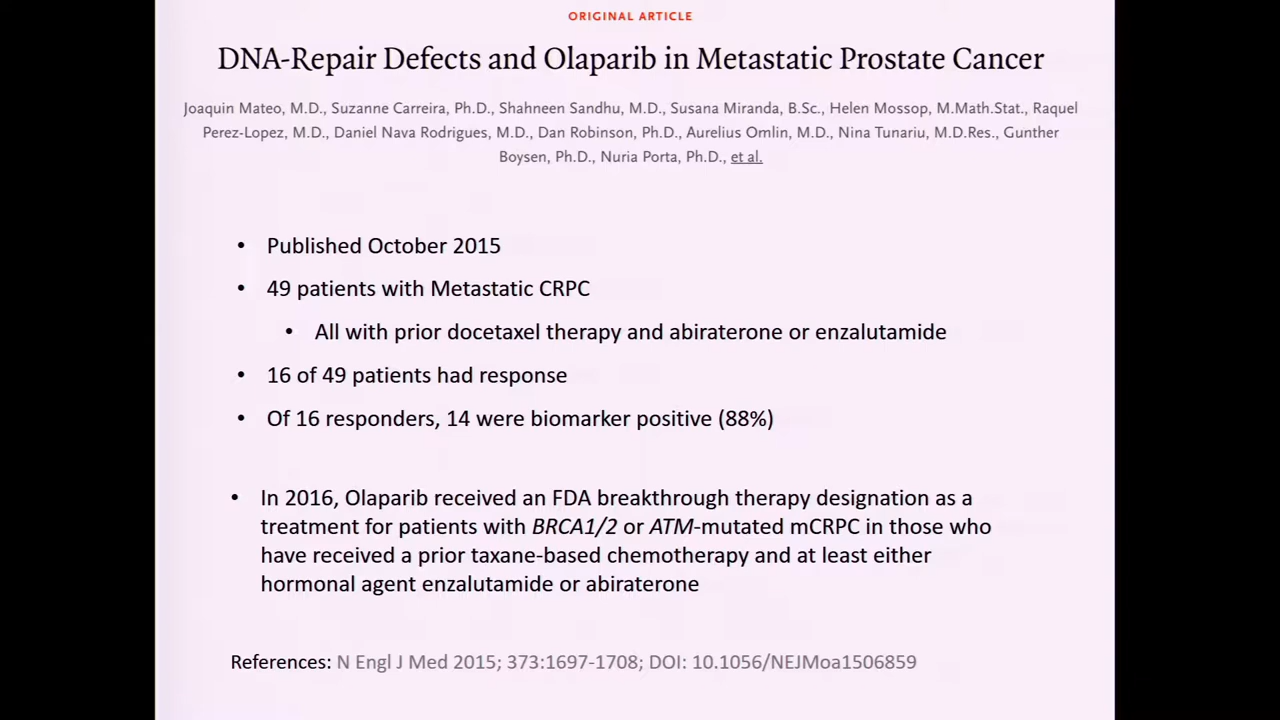 ORIGINAL ARTICLE
DNA-Repair Defects and Olaparib in Metastatic Prostate Cancer
Joaquin Mateo, M.D., Suzanne Carreira, Ph.D., Shahneen Sandhu, M.D., Susana Miranda, B.Sc., Helen Mossop, M.Math.Stat., Raquel
Perez-Lopez, M.D., Daniel Nava Rodrigues, M.D., Dan Robinson, Ph.D., Aurelius Omlin, M.D., Nina Tunariu, M.D.Res., Gunther
Boysen, Ph.D., Nuria Porta, Ph.D., et al.
• Published October 2015
• 49 patients with Metastatic CRPC
• All with prior docetaxel therapy and abiraterone or enzalutamide
• 16 of 49 patients had response
• Of 16 responders, 14 were biomarker positive (88%)
• In 2016, Olaparib received an FDA breakthrough therapy designation as a
treatment for patients with BRCA1/2 or ATM-mutated mCRPC in those who
have received a prior taxane-based chemotherapy and at least either
hormonal agent enzalutamide or abiraterone
References: N Engl J Med 2015; 373:1697-1708; DOI: 10.1056/NEJMoa1506859